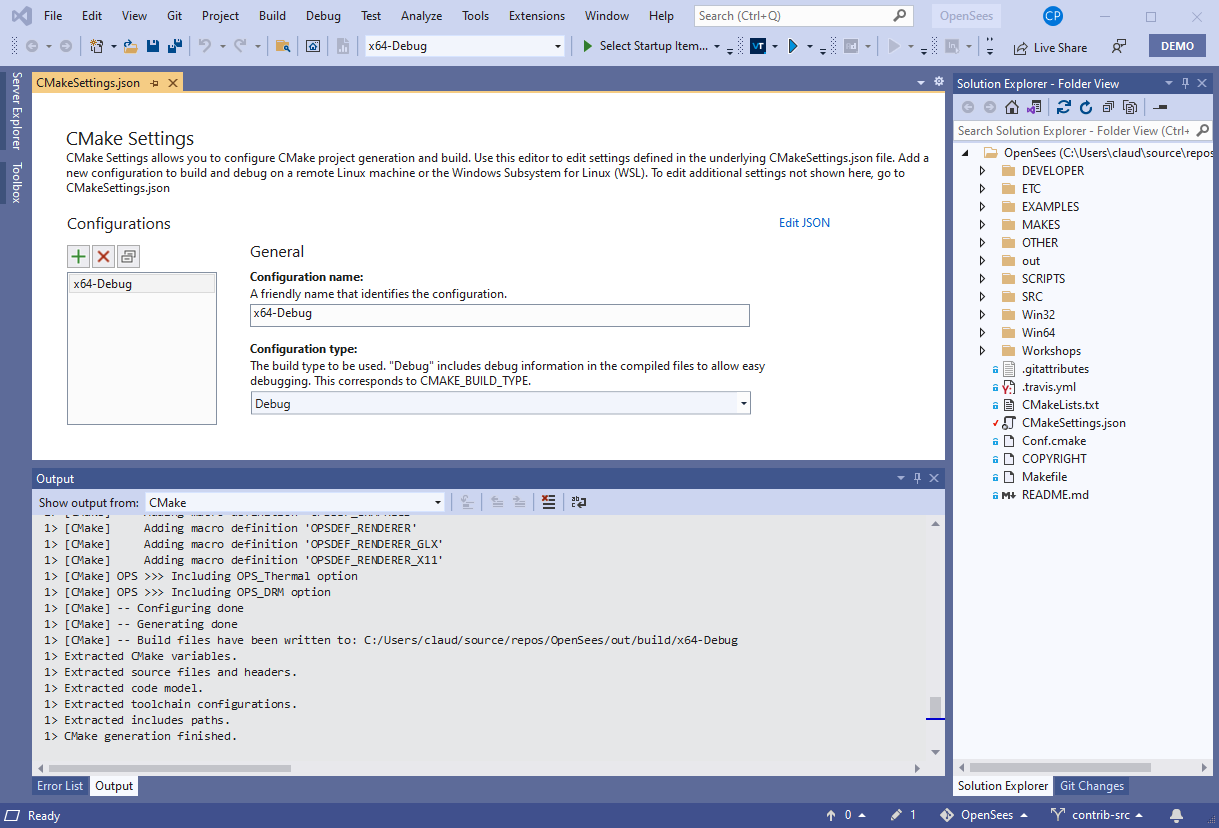 File Edit View Git Project Build Debug Test Analyze Tools Extensions Window Help Search (Ctrl+Q) OpenSees CP
x64-Debug Select Startup Item... VT Live Share DEMO
Server Explorer
Toolbox
CMakeSettings.json
CMake Settings
CMake Settings allows you to configure CMake project generation and build. Use this editor to edit settings defined in the underlying CMakeSettings.json file. Add a
new configuration to build and debug on a remote Linux machine or the Windows Subsystem for Linux (WSL). To edit additional settings not shown here, go to
CMakeSettings.json
Configurations
Edit JSON
x64-Debug
General
Configuration name:
A friendly name that identifies the configuration.
x64-Debug
Configuration type:
The build type to be used. "Debug" includes debug information in the compiled files to allow easy
debugging. This corresponds to CMAKE_BUILD_TYPE.
Debug
Output
Show output from: CMake
1> [CMake] Adding macro definition
1> [CMake] Adding macro definition 'OPSDEF_RENDERER'
1> [CMake] Adding macro definition 'OPSDEF_RENDERER_GLX'
1> [CMake] Adding macro definition 'OPSDEF_RENDERER_X11'
1> [CMake] OPS >>> Including OPS_Thermal option
1> [CMake] OPS >>> Including OPS_DRM option
1> [CMake] -- Configuring done
1> [CMake] -- Generating done
1> [CMake] -- Build files have been written to: C:/Users/claud/source/repos/OpenSees/out/build/x64-Debug
1> Extracted CMake variables.
1> Extracted source files and headers.
1> Extracted code model.
1> Extracted toolchain configurations.
1> Extracted includes paths.
1> CMake generation finished.
Error List Output
Solution Explorer - Folder View
Search Solution Explorer - Folder View (Ctrl+
OpenSees (C:\Users\claud\source\repos
DEVELOPER
ETC
EXAMPLES
MAKES
OTHER
out
SCRIPTS
SRC
Win32
Win64
Workshops
.gitattributes
.travis.yml
CMakeLists.txt
CMakeSettings.json
Conf.cmake
COPYRIGHT
Makefile
README.md
Solution Explorer Git Changes
Ready 0 1 OpenSees contrib-src